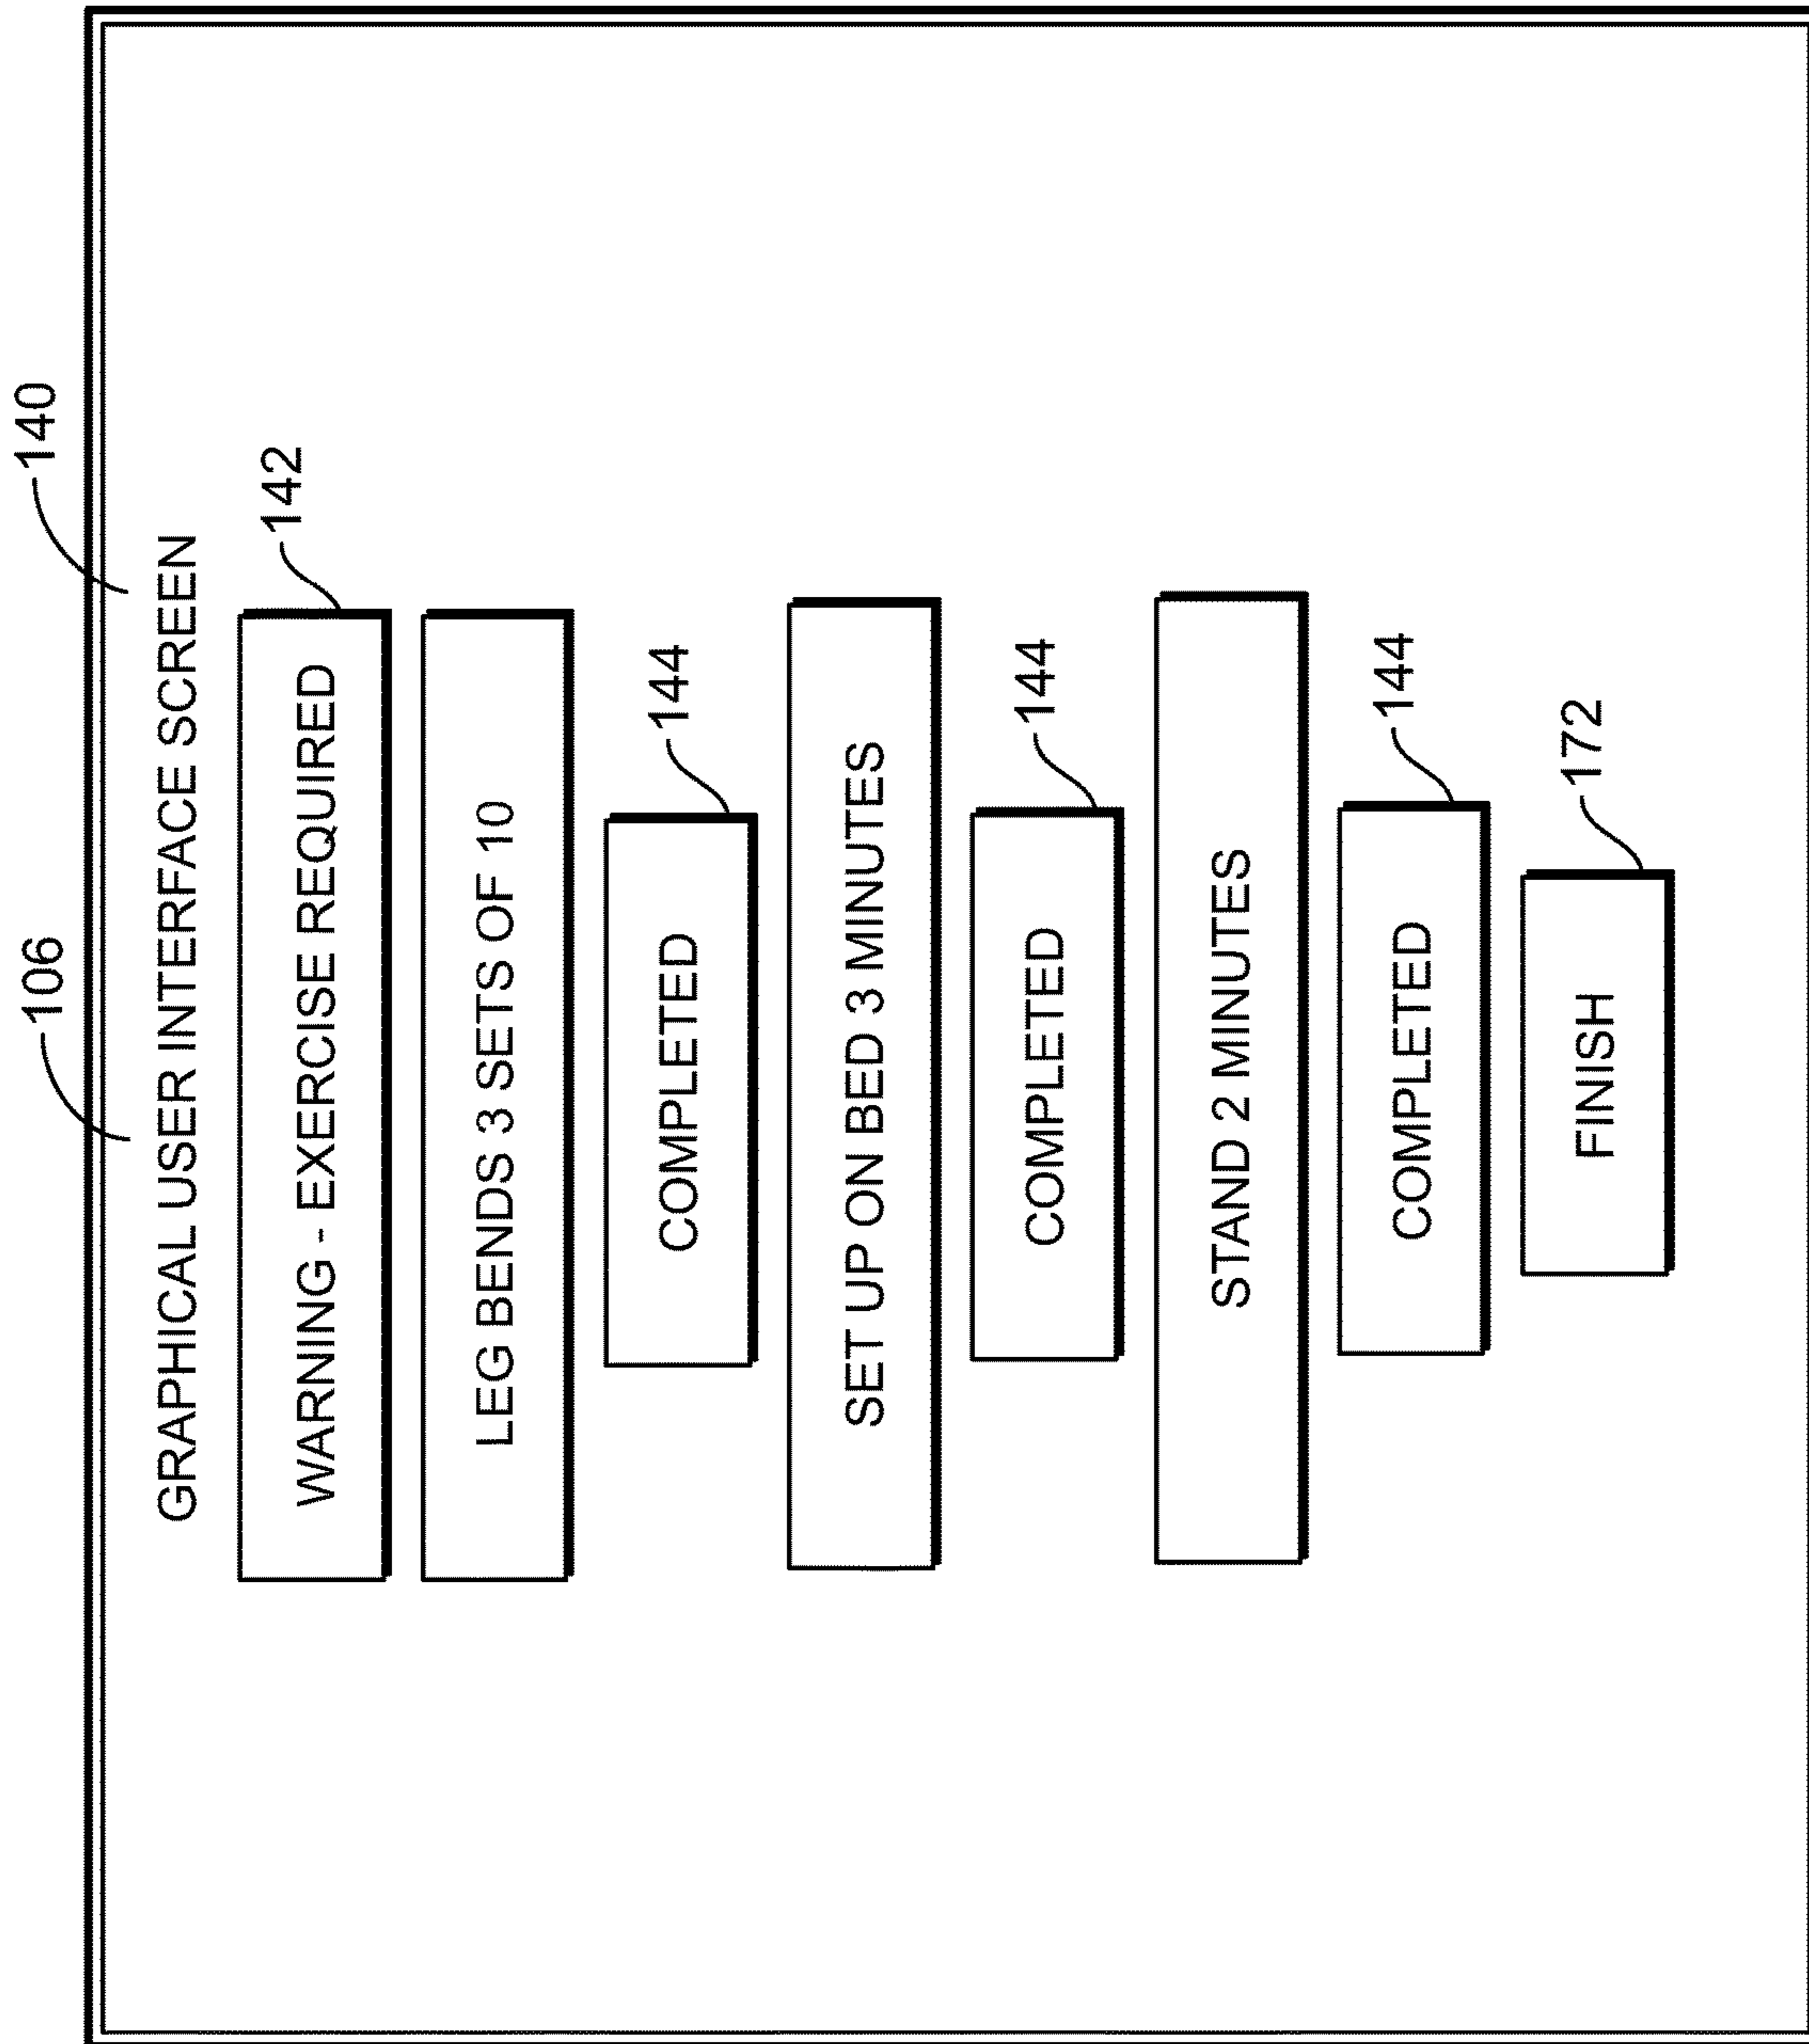 106
140
GRAPHICAL USER INTERFACE SCREEN
WARNING - EXERCISE REQUIRED
142
LEG BENDS 3 SETS OF 10
COMPLETED
144
SET UP ON BED 3 MINUTES
COMPLETED
144
STAND 2 MINUTES
COMPLETED
144
FINISH
172